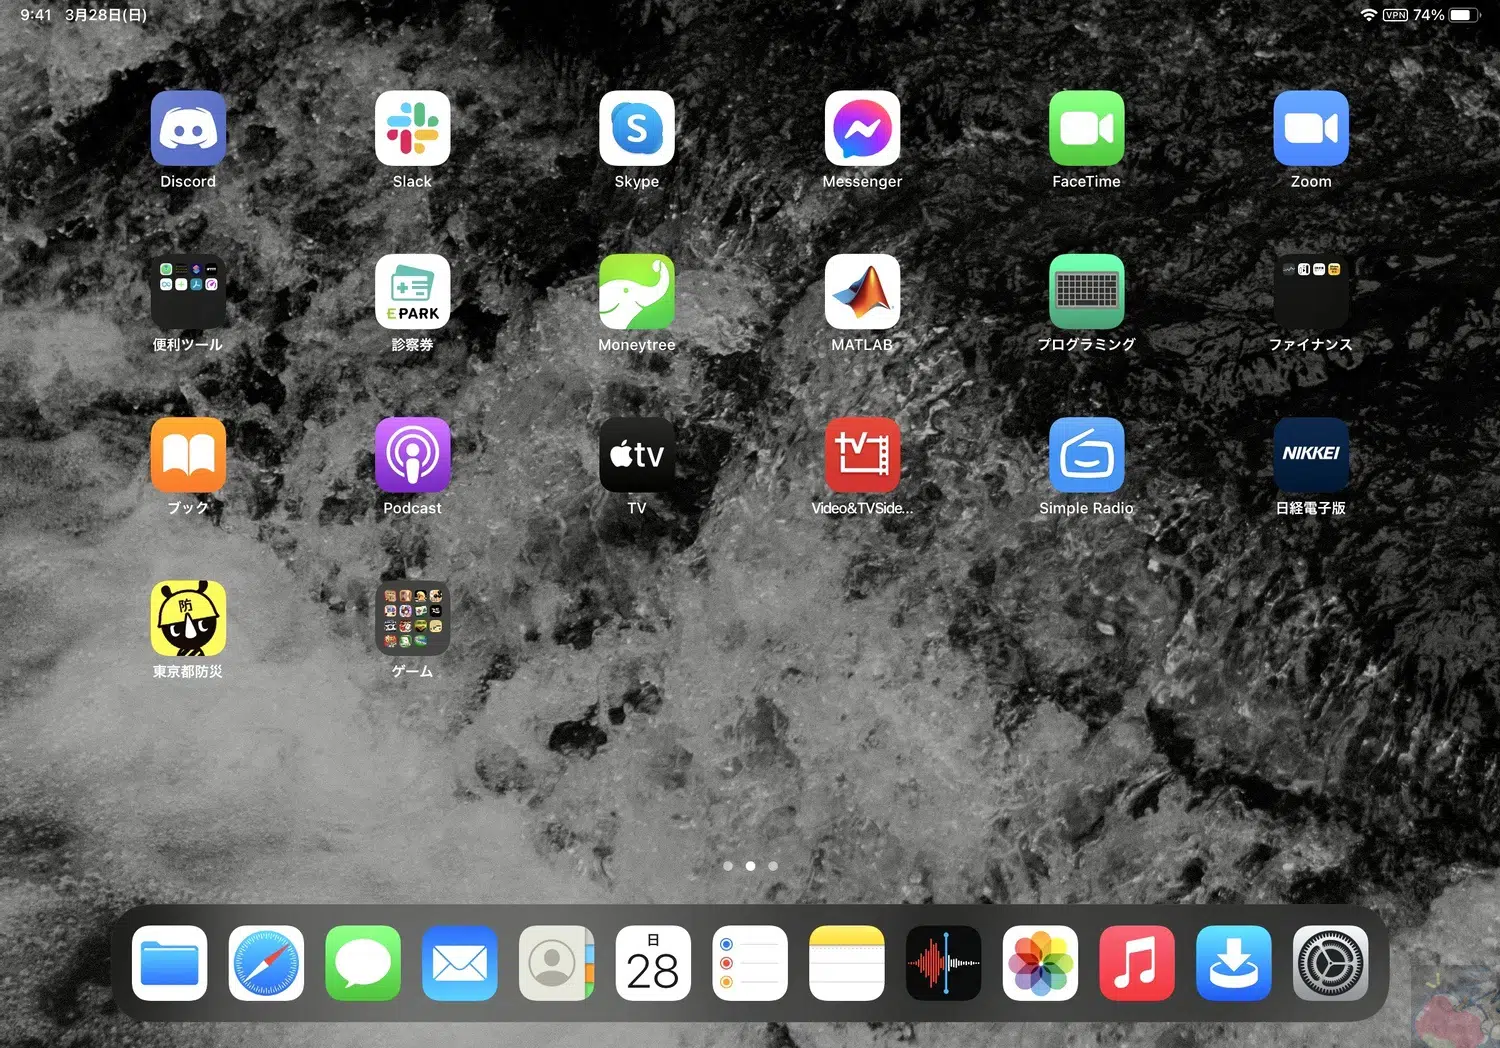 9:41 3月28日(日)
VPN 74%
Discord
Slack
Skype
Messenger
FaceTime
Zoom
EPARK
便利ツール
診察券
Moneytree
MATLAB
プログラミング
ファイナンス
tv
TV
NIKKEI
ブック
Podcast
TV
Video&TVSide...
Simple Radio
日経電子版
防
東京都防災
ゲーム
日
28